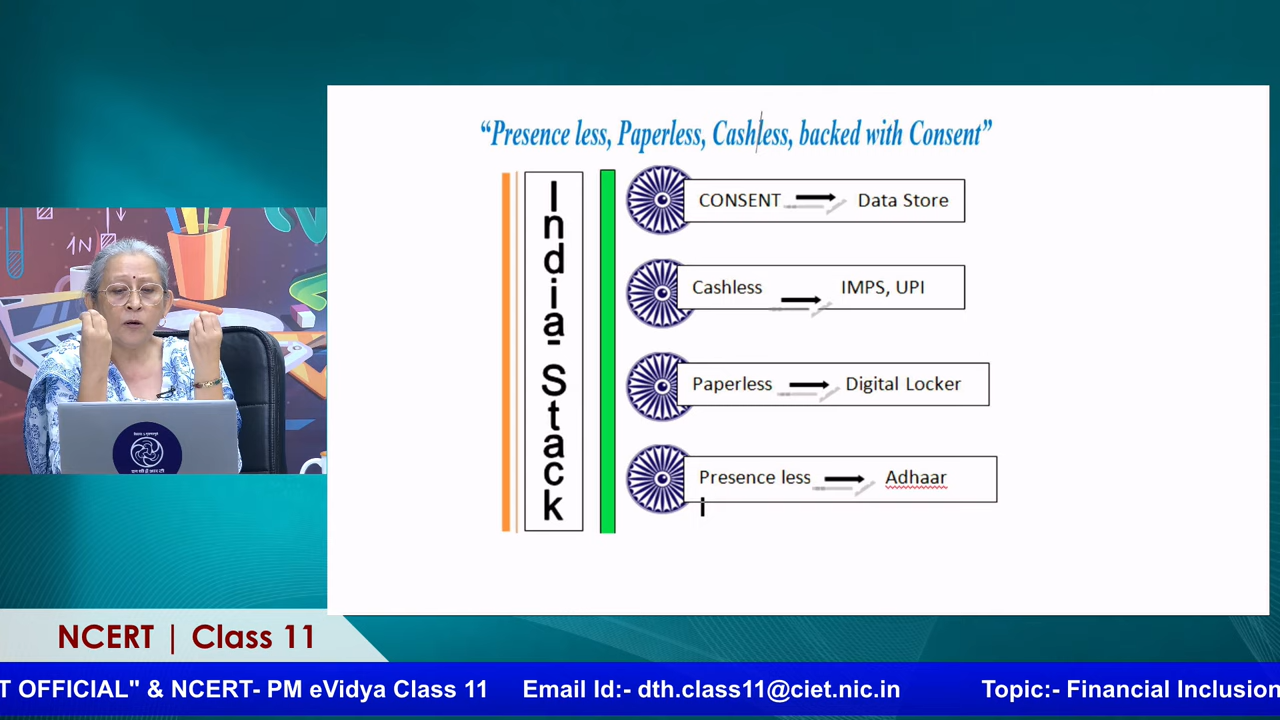 “Presence less, Paperless, Cashless, backed with Consent”
India Stack
CONSENT Data Store
Cashless IMPS, UPI
Paperless Digital Locker
Presence less Adhaar
1N
NCERT | Class 11
T OFFICIAL" & NCERT- PM eVidya Class 11 Email Id:- dth.class11@ciet.nic.in Topic:- Financial Inclusion